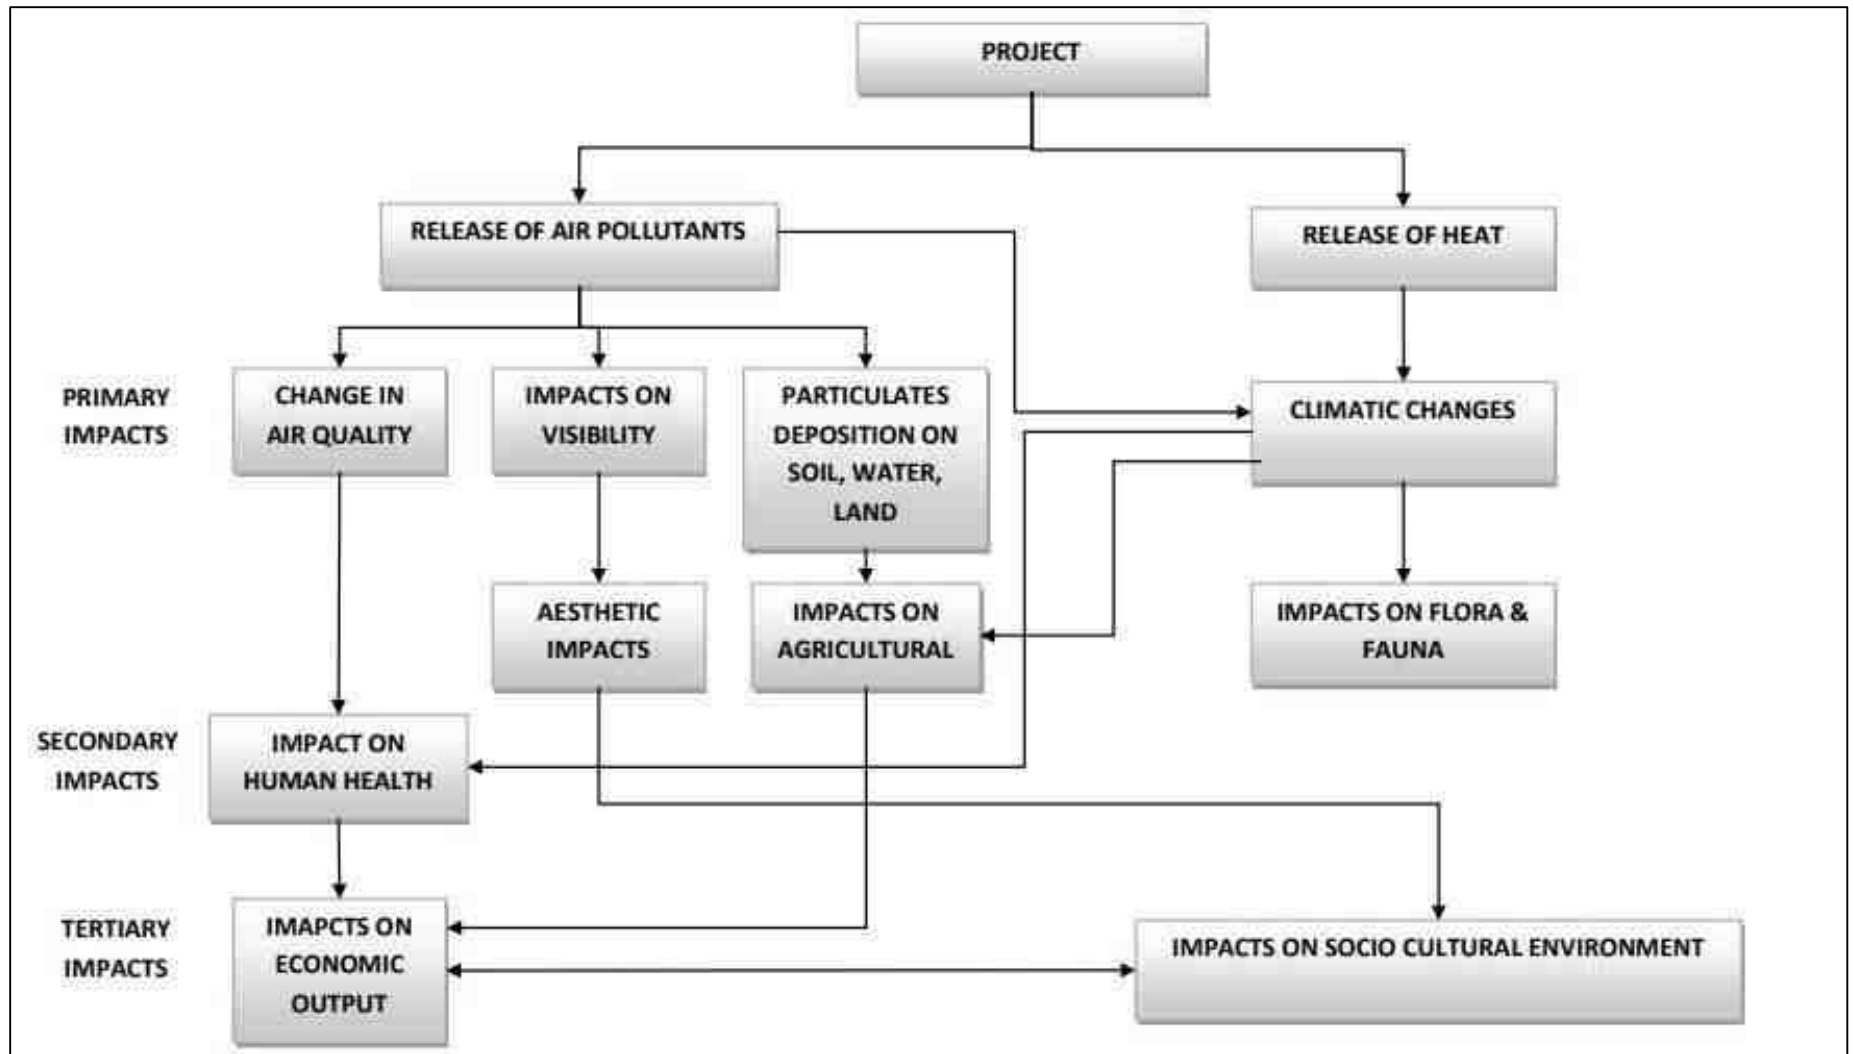 PROJECT
RELEASE OF AIR POLLUTANTS
RELEASE OF HEAT
PRIMARY
IMPACTS
CHANGE IN
AIR QUALITY
IMPACTS ON
VISIBILITY
PARTICULATES
DEPOSITION ON
SOIL, WATER,
LAND
CLIMATIC CHANGES
AESTHETIC
IMPACTS
IMPACTS ON
AGRICULTURAL
IMPACTS ON FLORA &
FAUNA
SECONDARY
IMPACTS
IMPACT ON
HUMAN HEALTH
TERTIARY
IMPACTS
IMAPCTS ON
ECONOMIC
OUTPUT
IMPACTS ON SOCIO CULTURAL ENVIRONMENT